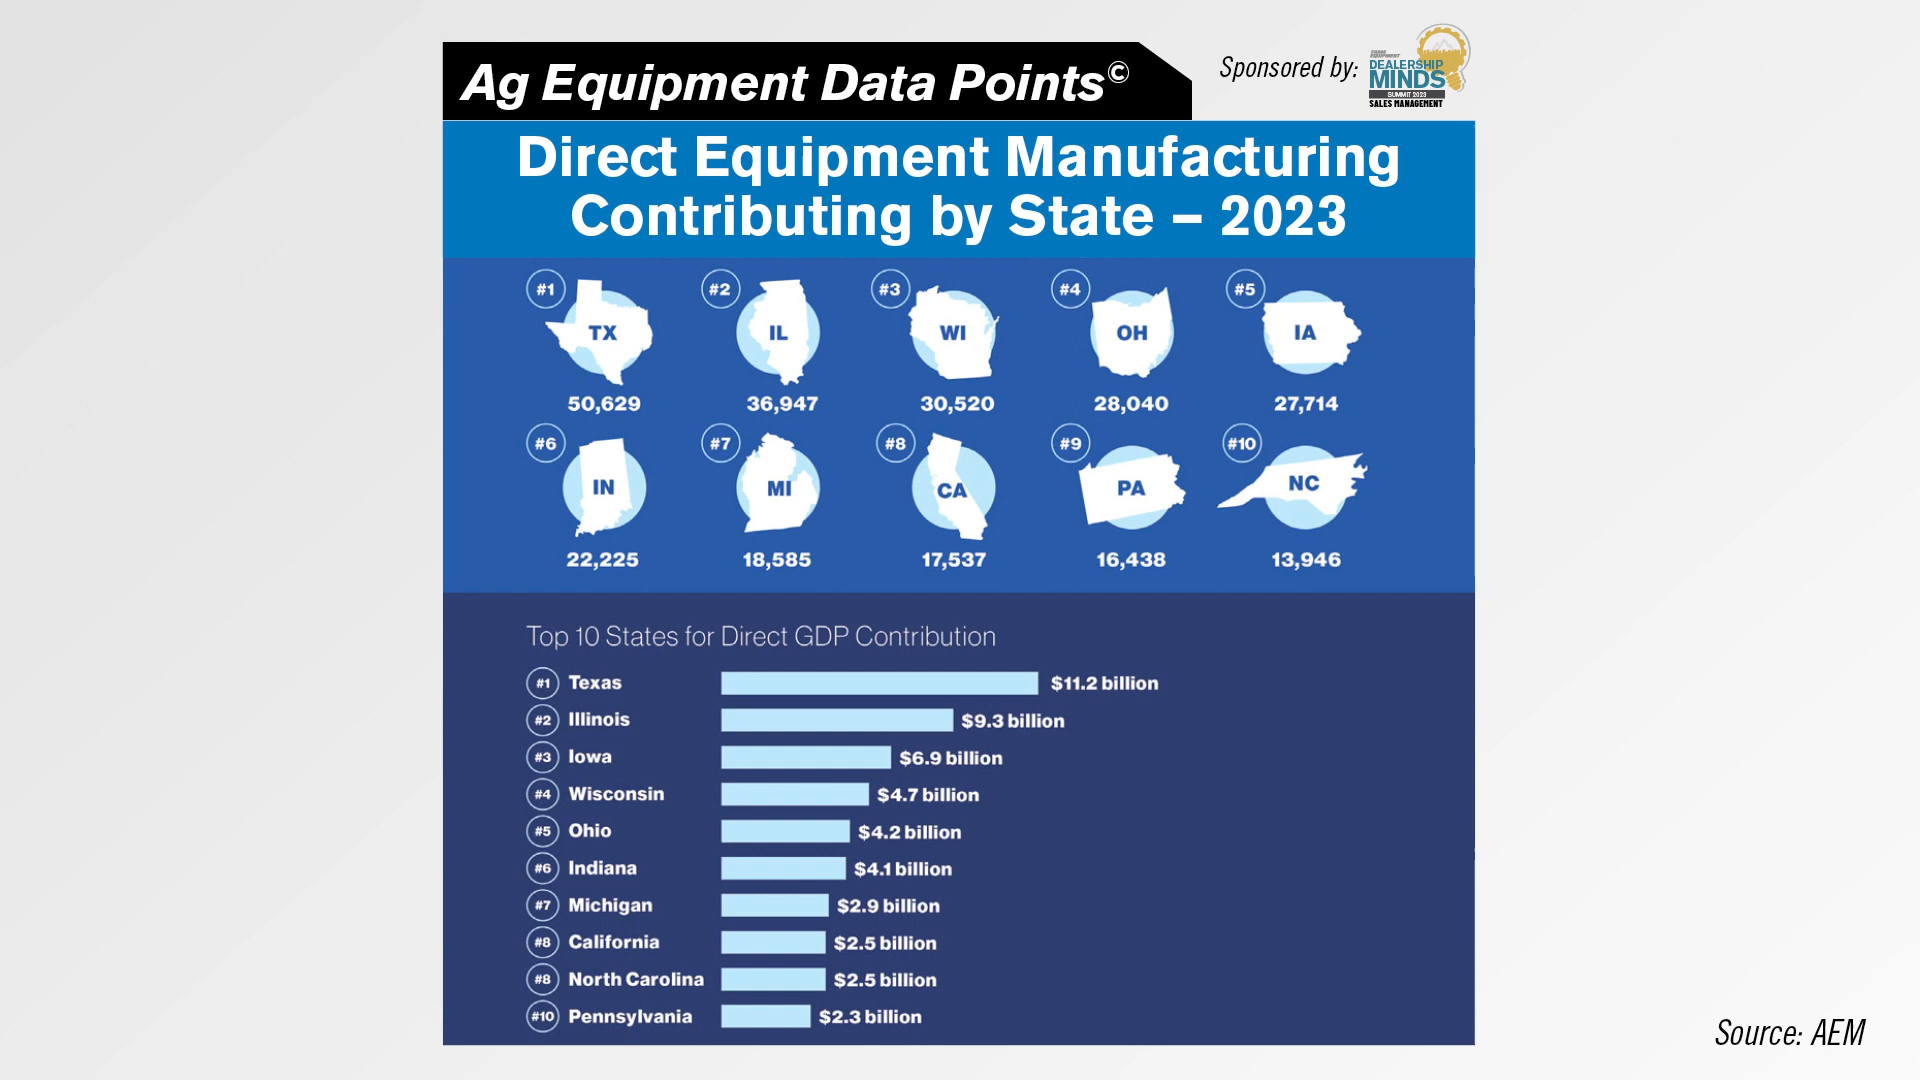 Ag Equipment Data Points©
Sponsored by:
FARM EQUIPMENT
DEALERSHIP
MINDS
SUMMIT 2023
SALES MANAGEMENT
Direct Equipment Manufacturing
Contributing by State – 2023
#1 TX #2 IL #3 WI #4 OH #5 IA
50,629 36,947 30,520 28,040 27,714
#6 IN #7 MI #8 CA #9 PA #10 NC
22,225 18,585 17,537 16,438 13,946
Top 10 States for Direct GDP Contribution
#1 Texas $11.2 billion
#2 Illinois $9.3 billion
#3 Iowa $6.9 billion
#4 Wisconsin $4.7 billion
#5 Ohio $4.2 billion
#6 Indiana $4.1 billion
#7 Michigan $2.9 billion
#8 California $2.5 billion
#8 North Carolina $2.5 billion
#10 Pennsylvania $2.3 billion
Source: AEM